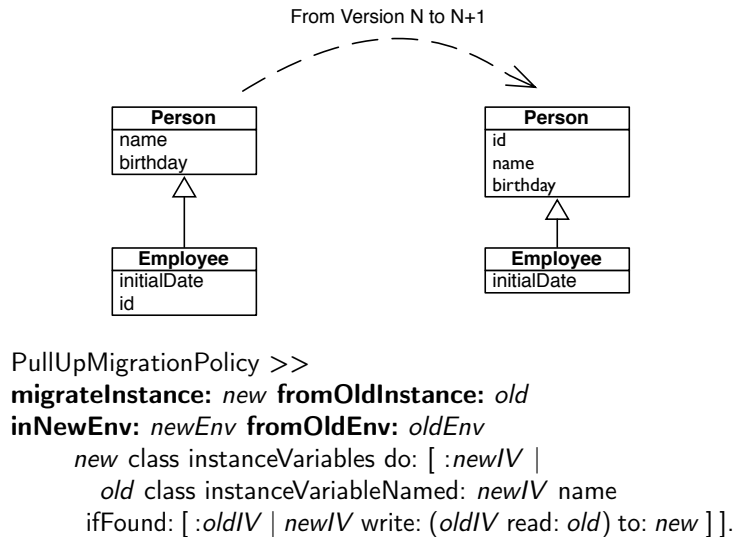 From Version N to N+1
Person
name
birthday
Employee
initialDate
id
Person
id
name
birthday
Employee
initialDate
PullUpMigrationPolicy >>
migrateInstance: new fromOldInstance: old
inNewEnv: newEnv fromOldEnv: oldEnv
new class instanceVariables do: [ :newIV |
old class instanceVariableNamed: newIV name
ifFound: [ :oldIV | newIV write: (oldIV read: old) to: new ] ].